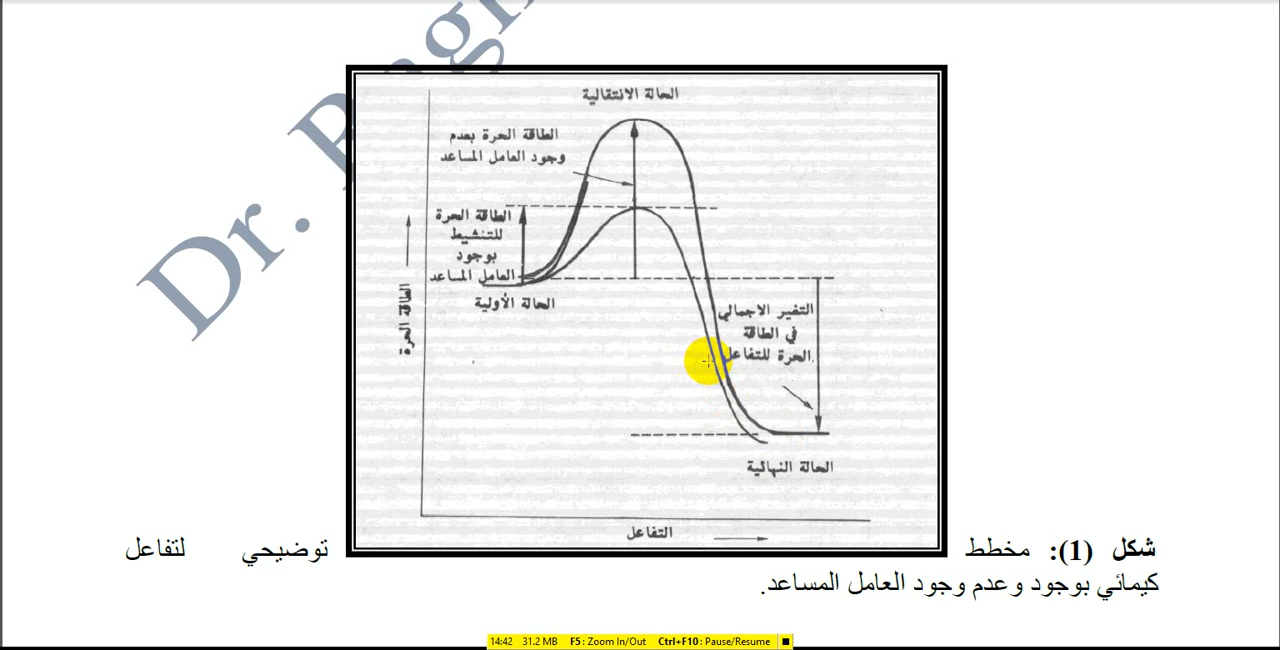 Dr.
الحالة الانتقالية
الطاقة الحرة بعدم
وجود العامل المساعد
الطاقة الحرة
للتنشيط
بوجود
العامل المساعد
الحالة الأولية
الطاقة الحرة
التغير الاجمالي
في الطاقة
الحرة للتفاعل
الحالة النهائية
التفاعل
شكل (1): مخطط توضيحي لتفاعل
كيمائي بوجود وعدم وجود العامل المساعد.
14:42 31.2 MB F5: Zoom In/Out Ctrl+F10: Pause/Resume